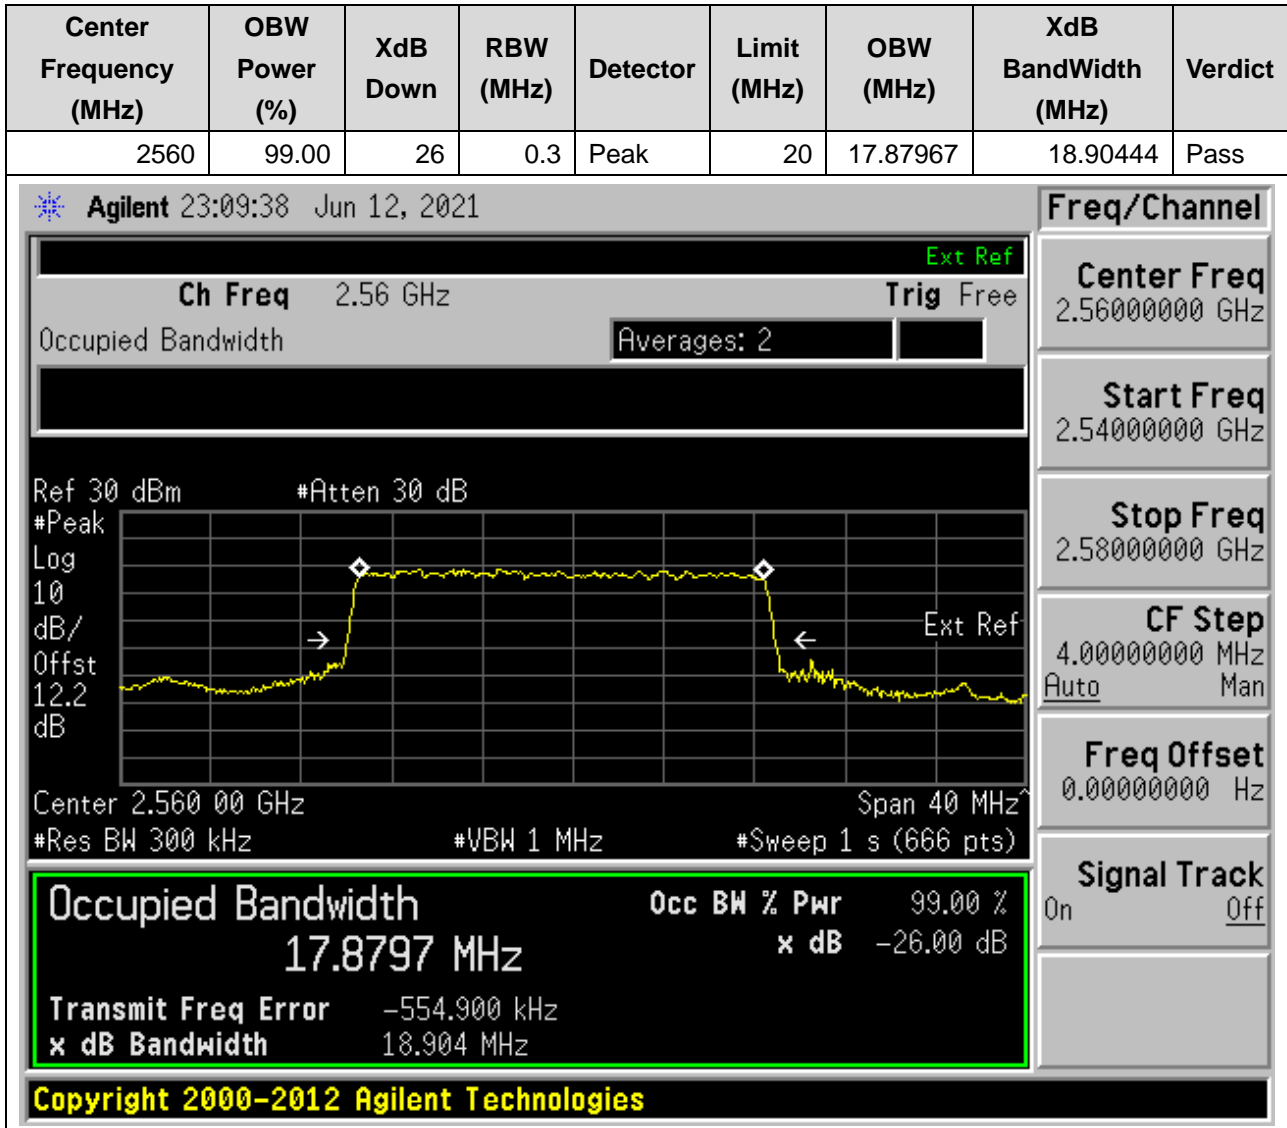 Center Frequency (MHz) OBW Power (%) XdB Down RBW (MHz) Detector Limit (MHz) OBW (MHz) XdB BandWidth (MHz) Verdict
2560 99.00 26 0.3 Peak 20 17.87967 18.90444 Pass
Agilent 23:09:38 Jun 12, 2021
Freq/Channel
Ext Ref
Ch Freq 2.56 GHz Trig Free
Occupied Bandwidth Averages: 2
Center Freq
2.56000000 GHz
Start Freq
2.54000000 GHz
Stop Freq
2.58000000 GHz
CF Step
4.00000000 MHz
Auto Man
Freq Offset
0.00000000 Hz
Signal Track
On Off
Ref 30 dBm #Atten 30 dB
#Peak
Log
10
dB/
Offst
12.2
dB
Ext Ref
Center 2.560 00 GHz Span 40 MHz^
#Res BW 300 kHz #VBW 1 MHz #Sweep 1 s (666 pts)
Occupied Bandwidth
17.8797 MHz
Occ BW % Pwr 99.00 %
x dB -26.00 dB
Transmit Freq Error -554.900 kHz
x dB Bandwidth 18.904 MHz
Copyright 2000-2012 Agilent Technologies